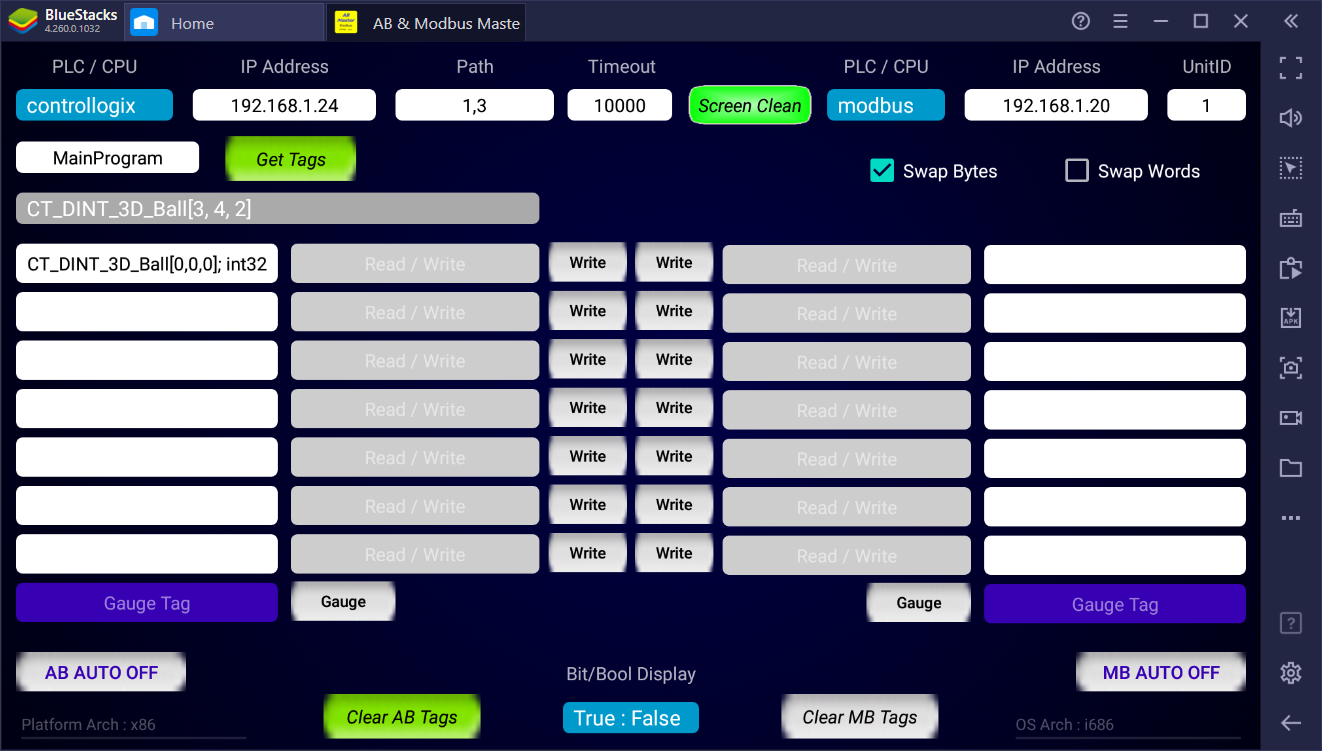 BlueStacks
4.260.0.1032
Home
AB & Modbus Maste
PLC / CPU IP Address Path Timeout PLC / CPU IP Address UnitID
controllogix 192.168.1.24 1,3 10000 Screen Clean modbus 192.168.1.20 1
MainProgram Get Tags Swap Bytes Swap Words
CT_DINT_3D_Ball[3, 4, 2]
CT_DINT_3D_Ball[0,0,0]; int32 Read / Write Write Write Read / Write
Read / Write Write Write Read / Write
Read / Write Write Write Read / Write
Read / Write Write Write Read / Write
Read / Write Write Write Read / Write
Read / Write Write Write Read / Write
Read / Write Write Write Read / Write
Gauge Tag Gauge Gauge Gauge Tag
AB AUTO OFF Bit/Bool Display MB AUTO OFF
Platform Arch : x86 Clear AB Tags True : False Clear MB Tags OS Arch : i686